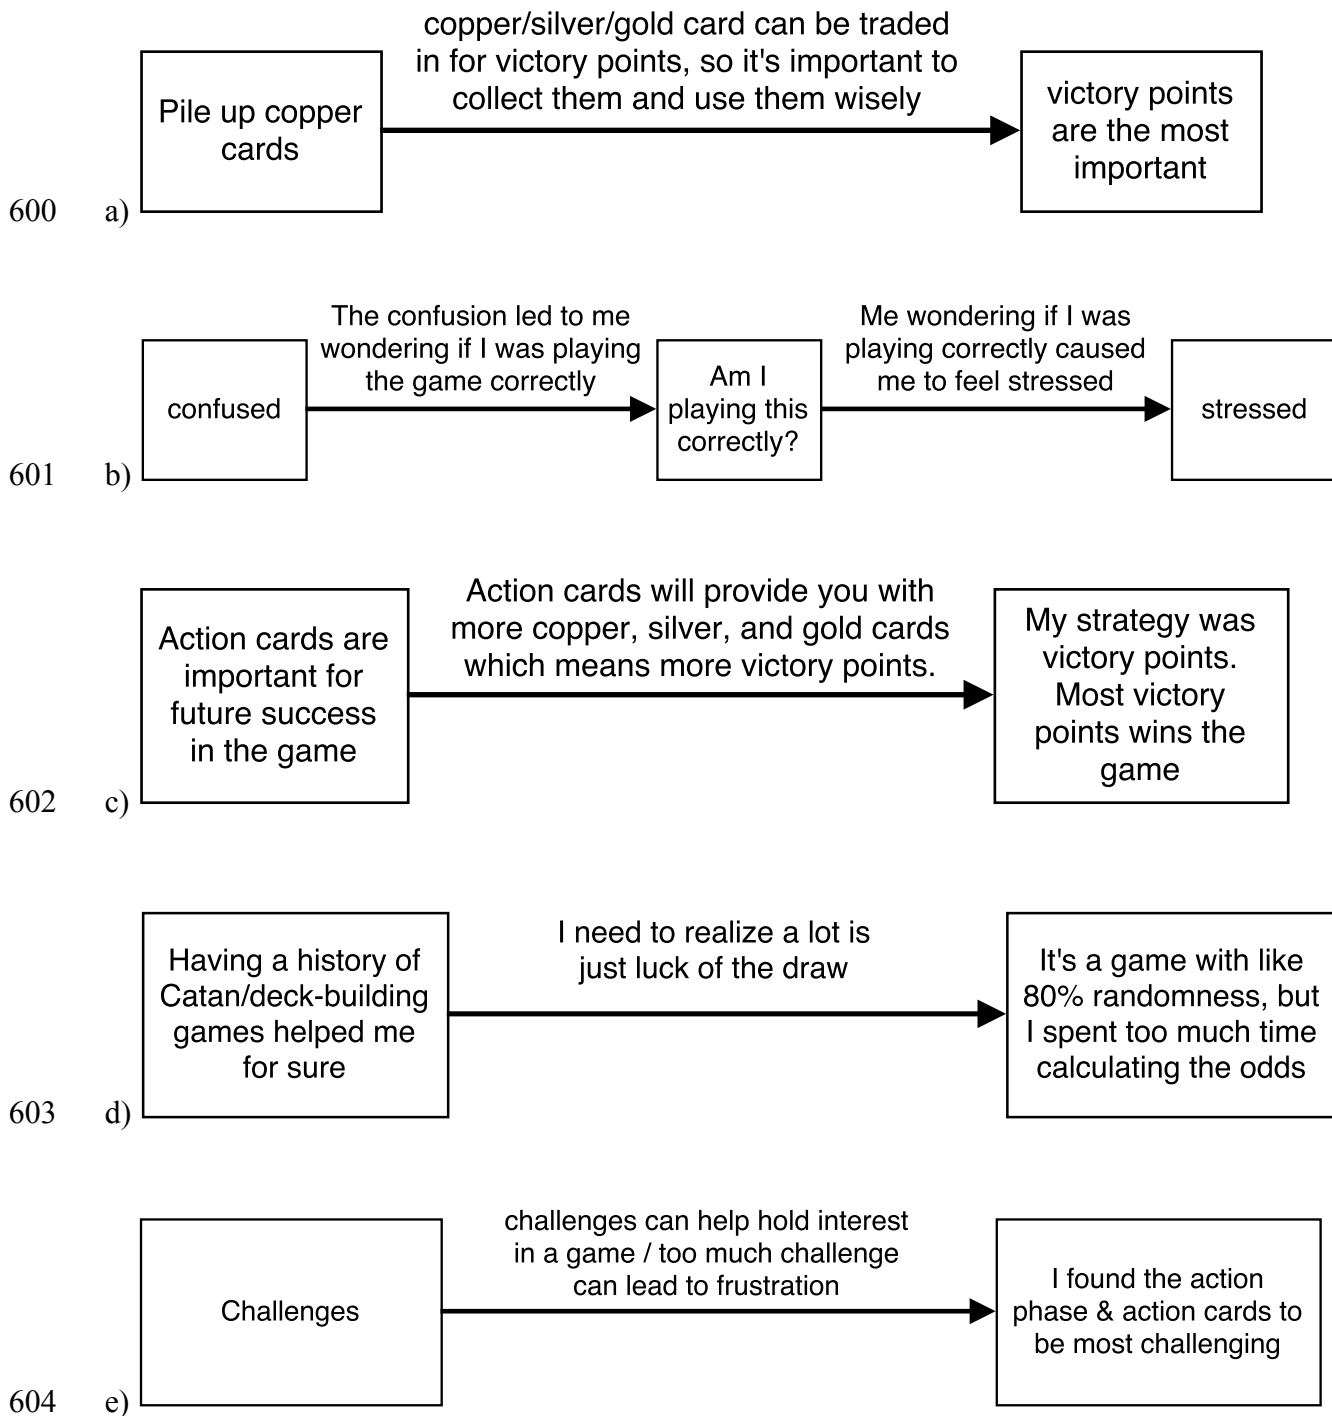 copper/silver/gold card can be traded
in for victory points, so it's important to
collect them and use them wisely
Pile up copper
cards
victory points
are the most
important
600 a)
The confusion led to me
wondering if I was playing
the game correctly
Me wondering if I was
playing correctly caused
me to feel stressed
confused
Am I
playing this
correctly?
stressed
601 b)
Action cards will provide you with
more copper, silver, and gold cards
which means more victory points.
Action cards are
important for
future success
in the game
My strategy was
victory points.
Most victory
points wins the
game
602 c)
I need to realize a lot is
just luck of the draw
Having a history of
Catan/deck-building
games helped me
for sure
It's a game with like
80% randomness, but
I spent too much time
calculating the odds
603 d)
challenges can help hold interest
in a game / too much challenge
can lead to frustration
Challenges
I found the action
phase & action cards to
be most challenging
604 e)